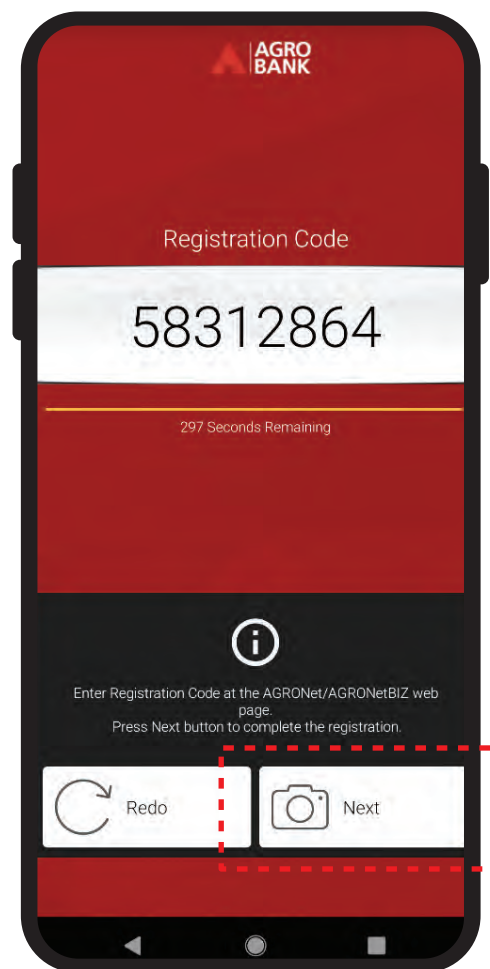 AGRO
BANK
Registration Code
58312864
297 Seconds Remaining
Enter Registration Code at the AGRONet/AGRONetBIZ web
page.
Press Next button to complete the registration.
Redo
Next